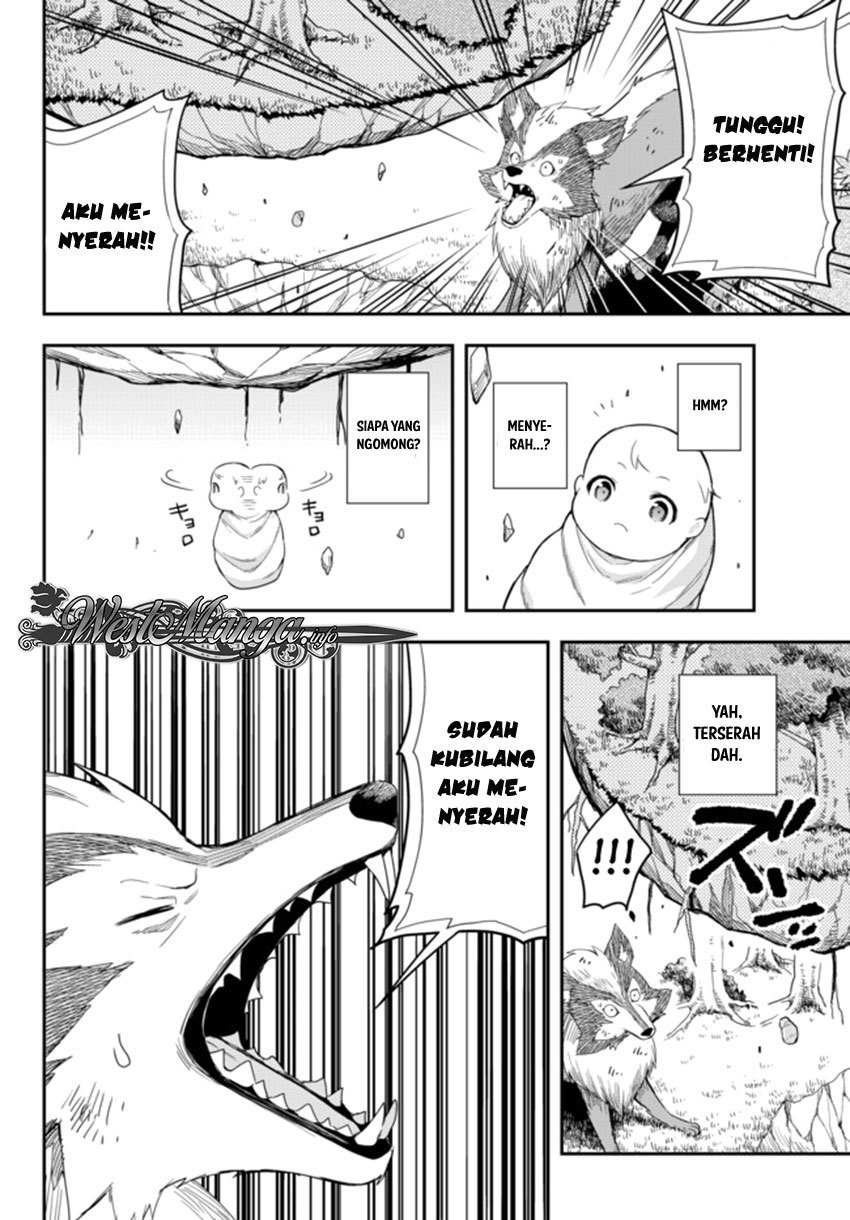 TUNGGU!
BERHENTI!
AKU ME-
NYERAH!!
HMM?
MENYE-
RAH...?
SIAPA YANG
NGOMONG?
キョロ
キョロ
WestManga.info
YAH,
TERSERAH
DAH.
ズズッ
!!!
SUDAH
KUBILANG
AKU ME-
NYERAH!